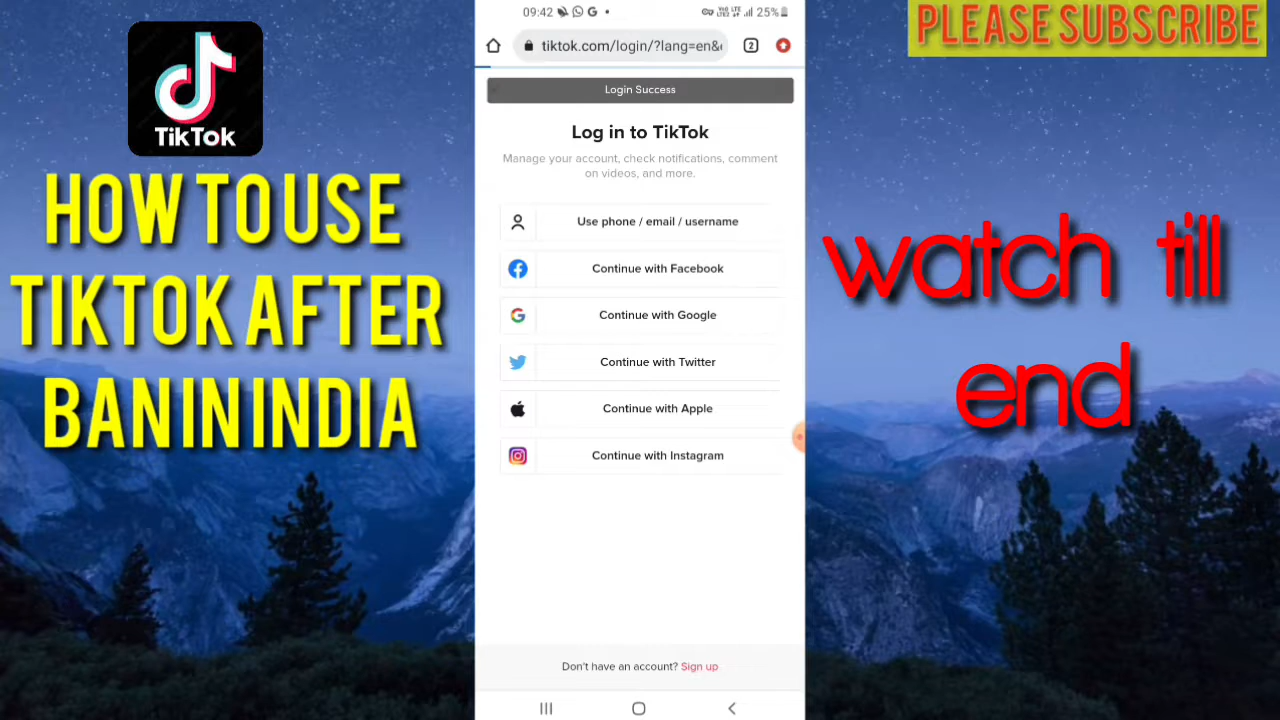 TikTok
HOW TO USE
TIKTOK AFTER
BAN IN INDIA
09:42
25%
tiktok.com/login/?lang=en&
2
Login Success
Log in to TikTok
Manage your account, check notifications, comment
on videos, and more.
Use phone / email / username
Continue with Facebook
Continue with Google
Continue with Twitter
Continue with Apple
Continue with Instagram
Don't have an account? Sign up
PLEASE SUBSCRIBE
watch till
end